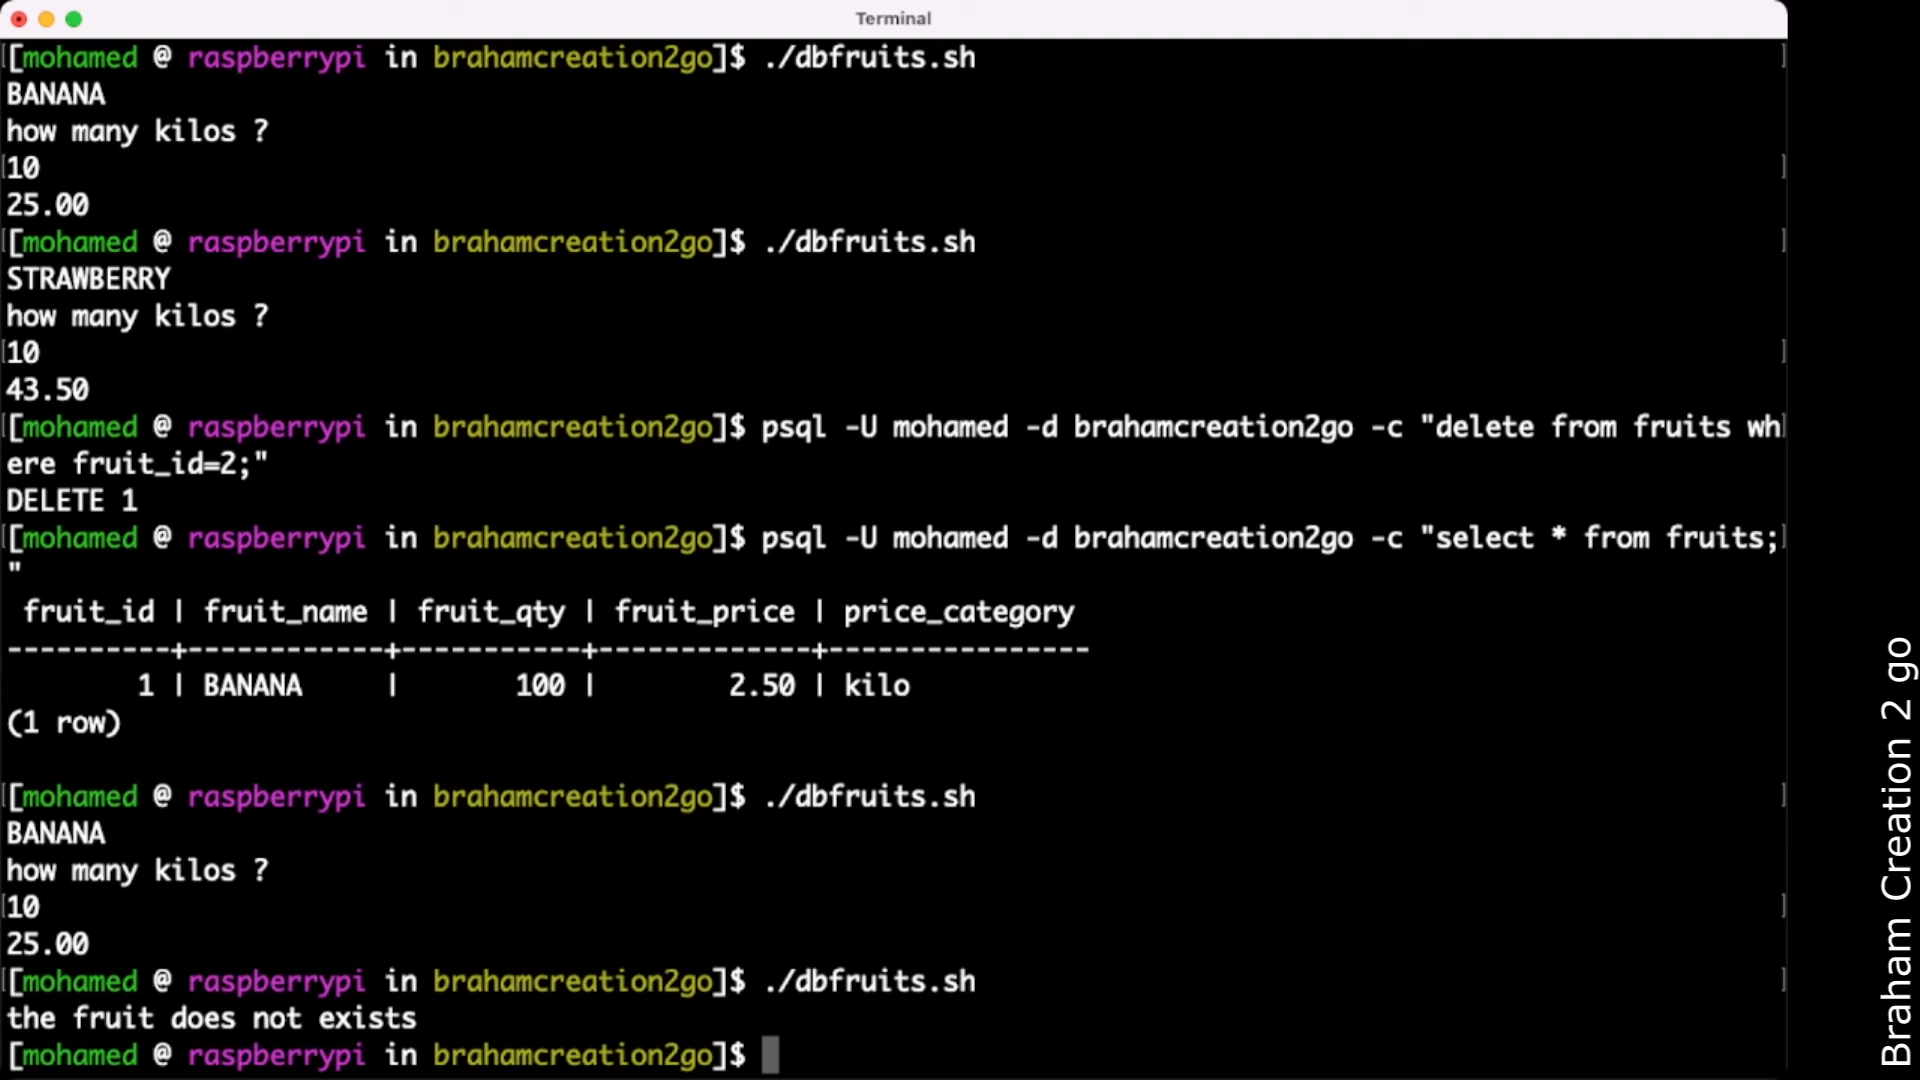 Terminal
[mohamed @ raspberrypi in brahamcreation2go]$ ./dbfruits.sh
BANANA
how many kilos ?
10
25.00
[mohamed @ raspberrypi in brahamcreation2go]$ ./dbfruits.sh
STRAWBERRY
how many kilos ?
10
43.50
[mohamed @ raspberrypi in brahamcreation2go]$ psql -U mohamed -d brahamcreation2go -c "delete from fruits wh
ere fruit_id=2;"
DELETE 1
[mohamed @ raspberrypi in brahamcreation2go]$ psql -U mohamed -d brahamcreation2go -c "select * from fruits;
"
 fruit_id | fruit_name | fruit_qty | fruit_price | price_category
----------+------------+-----------+-------------+----------------
        1 | BANANA     |       100 |        2.50 | kilo
(1 row)
[mohamed @ raspberrypi in brahamcreation2go]$ ./dbfruits.sh
BANANA
how many kilos ?
10
25.00
[mohamed @ raspberrypi in brahamcreation2go]$ ./dbfruits.sh
the fruit does not exists
[mohamed @ raspberrypi in brahamcreation2go]$
Braham Creation 2 go